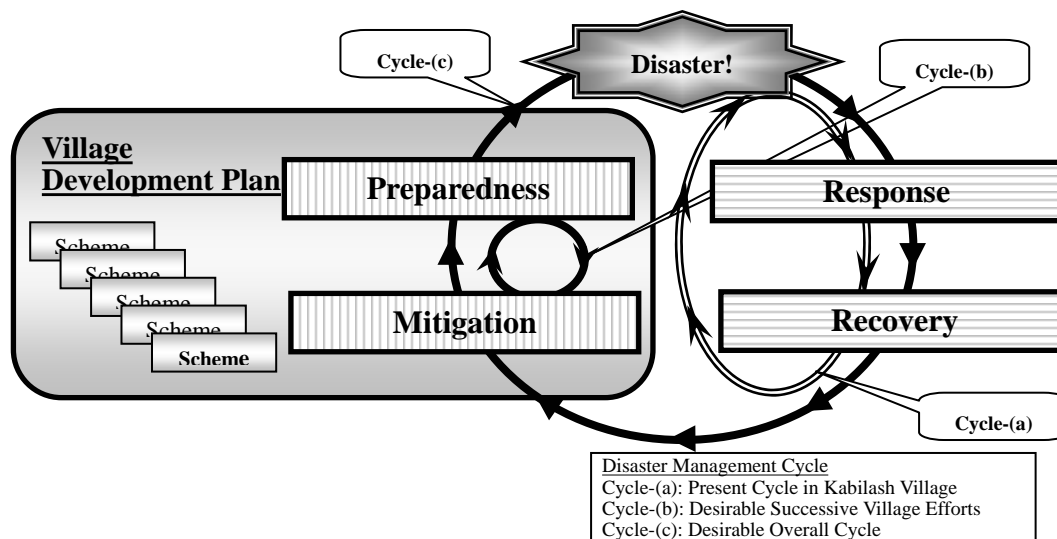 Cycle-(c)
Disaster!
Cycle-(b)
Village
Development Plan
Preparedness
Response
Scheme
Scheme
Scheme
Scheme
Scheme
Mitigation
Recovery
Cycle-(a)
Disaster Management Cycle
Cycle-(a): Present Cycle in Kabilash Village
Cycle-(b): Desirable Successive Village Efforts
Cycle-(c): Desirable Overall Cycle